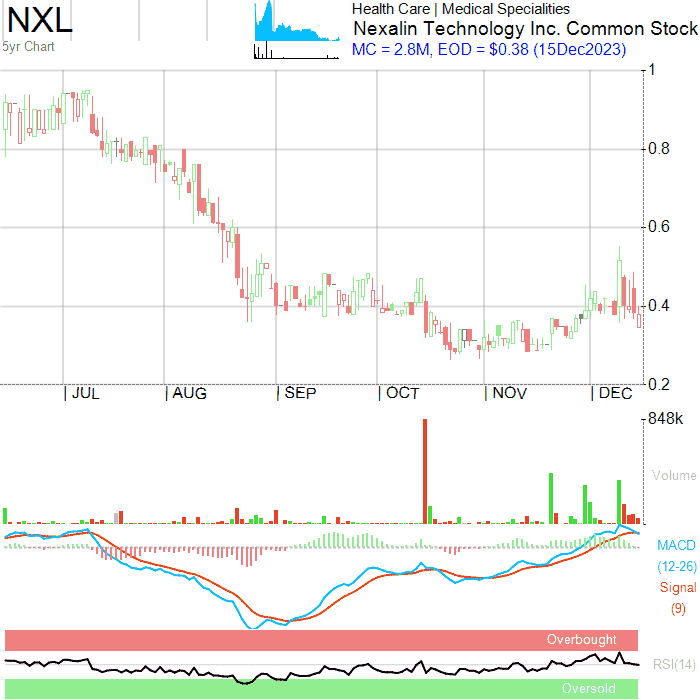 NXL
5yr Chart
Health Care | Medical Specialities
Nexalin Technology Inc. Common Stock
MC = 2.8M, EOD = $0.38 (15Dec2023)
1
0.8
0.6
0.4
0.2
JUL
AUG
SEP
OCT
NOV
DEC
848k
Volume
MACD
(12-26)
Signal
(9)
Overbought
RSI(14)
Oversold